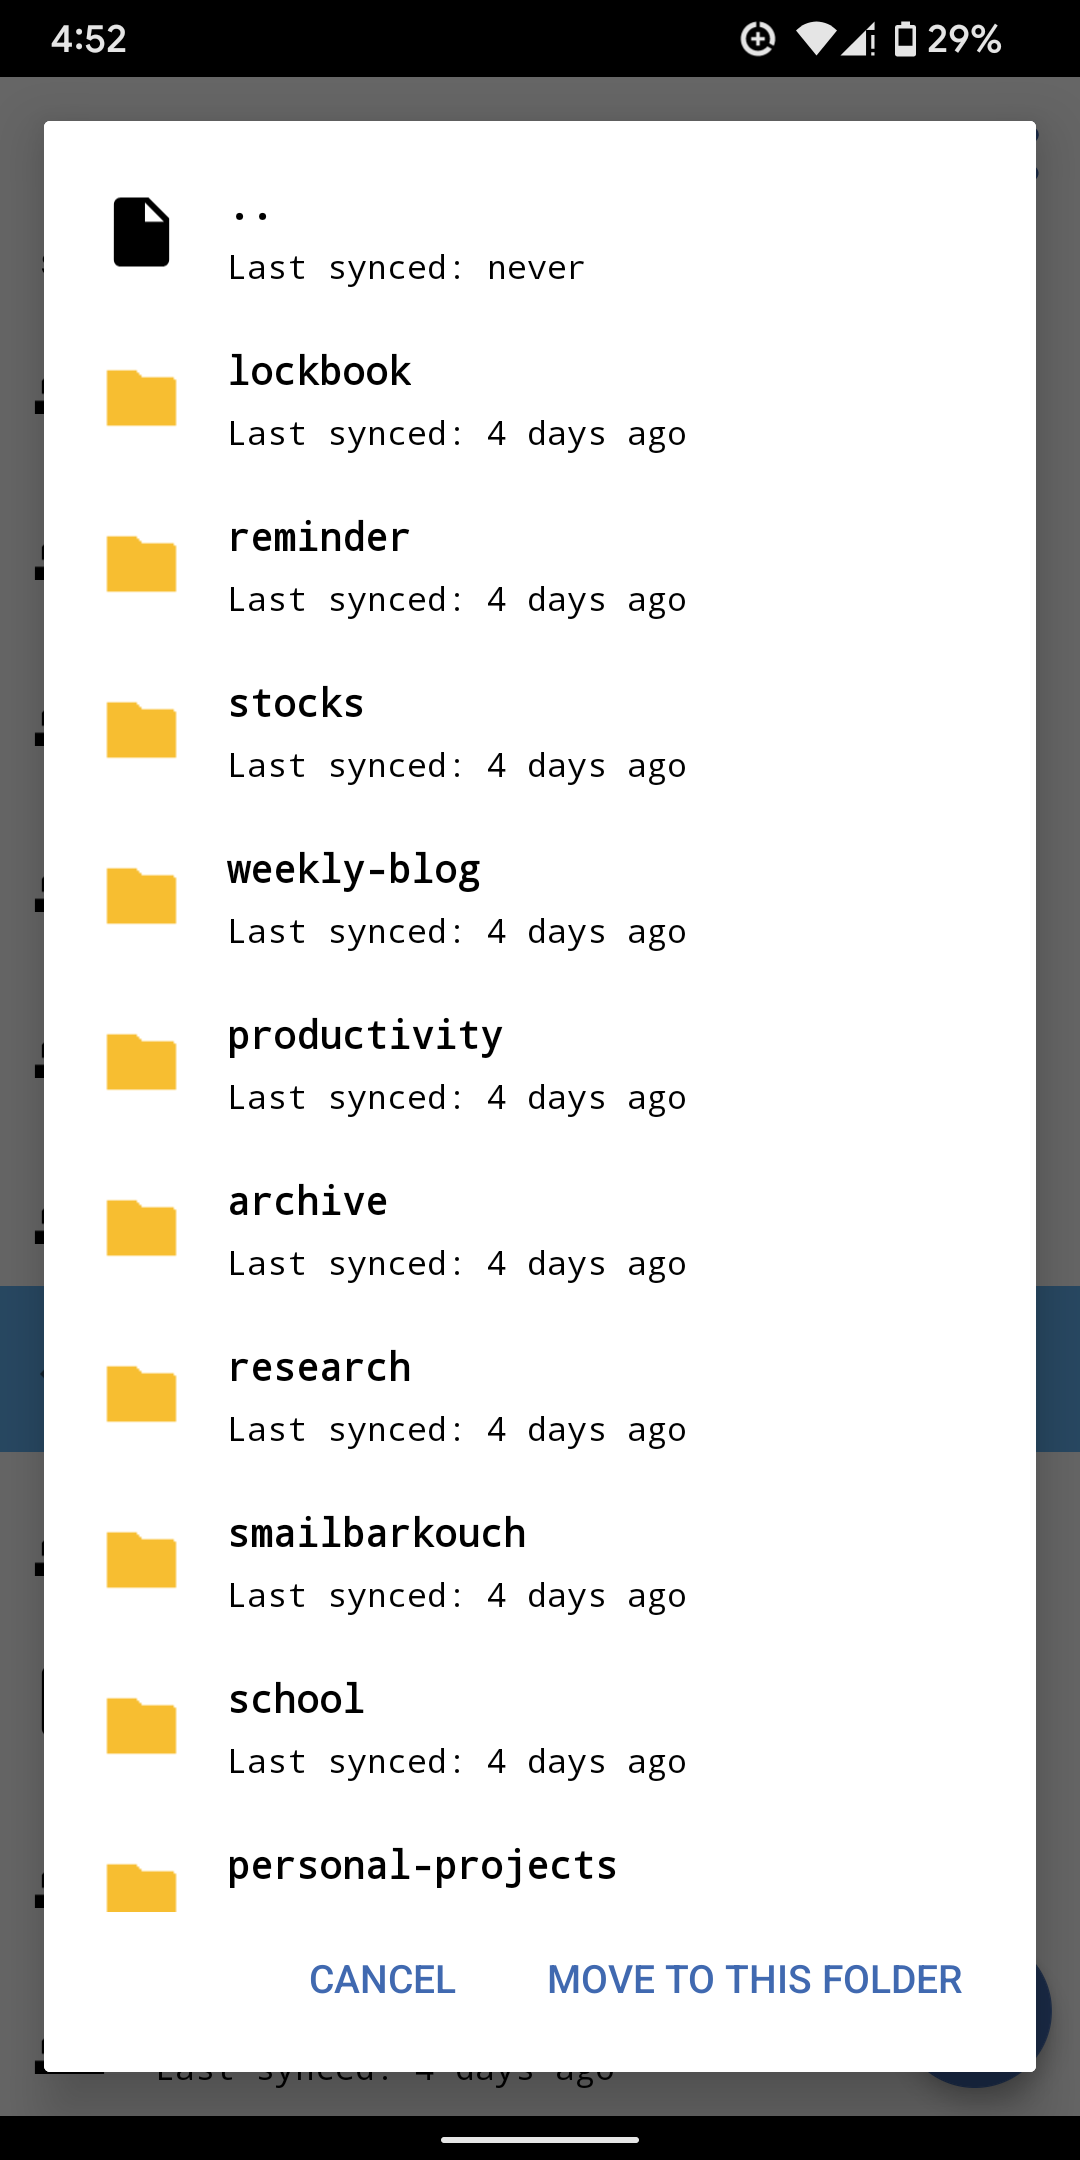 4:52
29%
..
Last synced: never
lockbook
Last synced: 4 days ago
reminder
Last synced: 4 days ago
stocks
Last synced: 4 days ago
weekly-blog
Last synced: 4 days ago
productivity
Last synced: 4 days ago
archive
Last synced: 4 days ago
research
Last synced: 4 days ago
smailbarkouch
Last synced: 4 days ago
school
Last synced: 4 days ago
personal-projects
CANCEL
MOVE TO THIS FOLDER
Last synced: 4 days ago